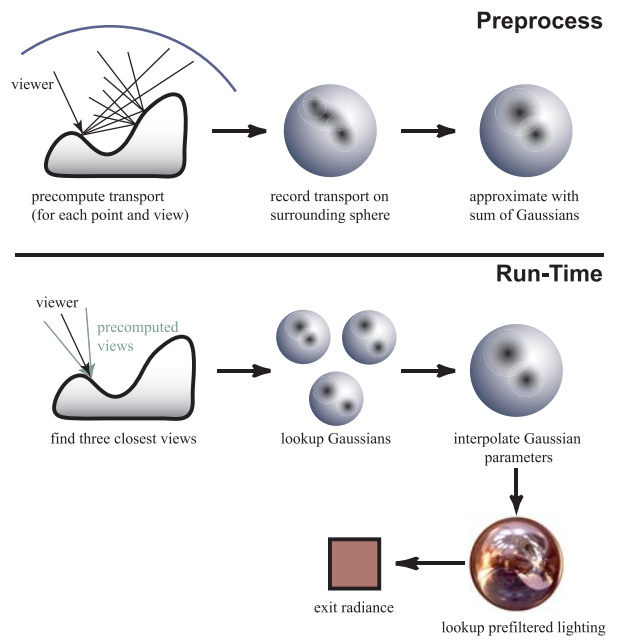 Preprocess
viewer
precompute transport
(for each point and view)
record transport on
surrounding sphere
approximate with
sum of Gaussians
Run-Time
viewer
precomputed
views
find three closest views
lookup Gaussians
interpolate Gaussian
parameters
exit radiance
lookup prefiltered lighting